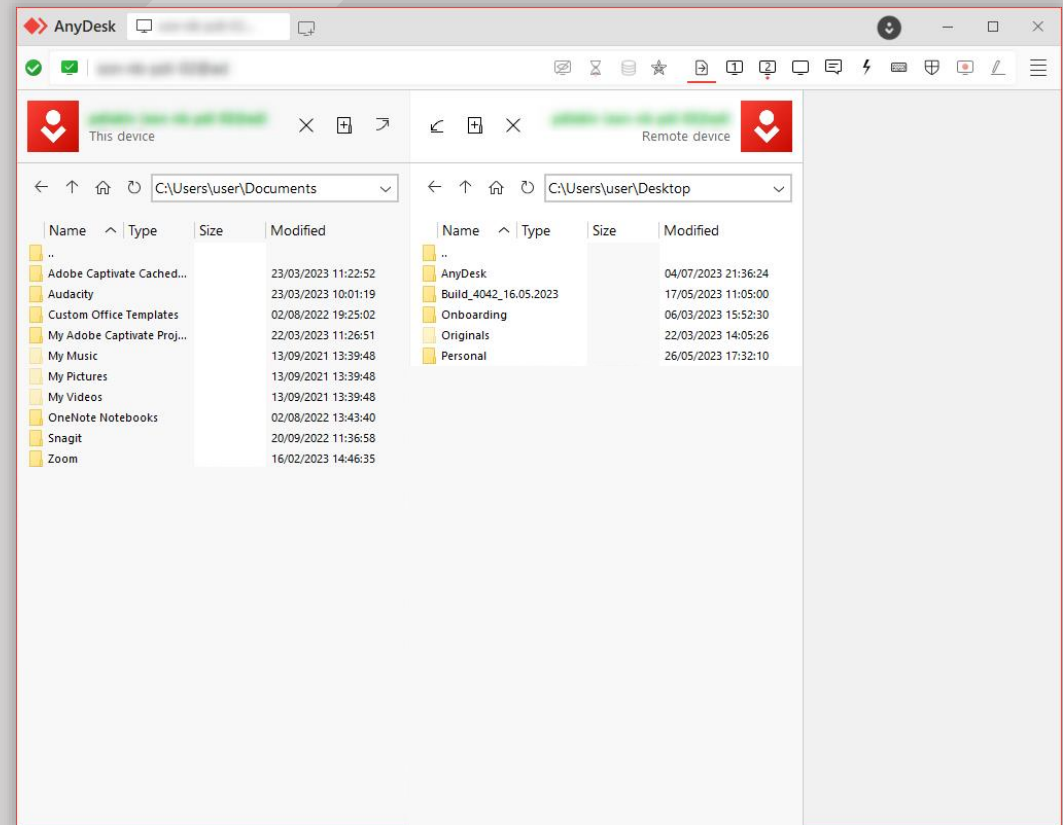 AnyDesk
1 2
This device
Remote device
C:\Users\user\Documents
C:\Users\user\Desktop
Name Type Size Modified
Name Type Size Modified
..
..
Adobe Captivate Cached... 23/03/2023 11:22:52
AnyDesk 04/07/2023 21:36:24
Audacity 23/03/2023 10:01:19
Build_4042_16.05.2023 17/05/2023 11:05:00
Custom Office Templates 02/08/2022 19:25:02
Onboarding 06/03/2023 15:52:30
My Adobe Captivate Proj... 22/03/2023 11:26:51
Originals 22/03/2023 14:05:26
My Music 13/09/2021 13:39:48
Personal 26/05/2023 17:32:10
My Pictures 13/09/2021 13:39:48
My Videos 13/09/2021 13:39:48
OneNote Notebooks 02/08/2022 13:43:40
Snagit 20/09/2022 11:36:58
Zoom 16/02/2023 14:46:35